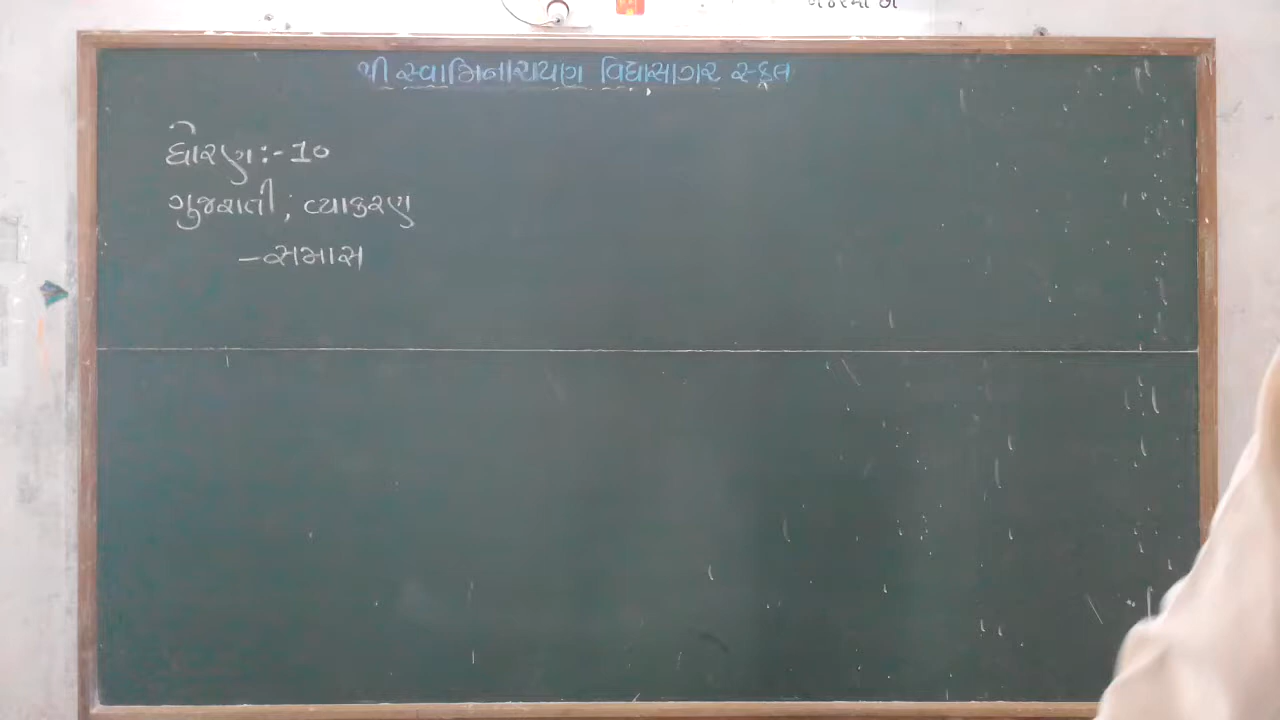 શ્રી સ્વામિનારાયણ વિદ્યાસાગર સ્કૂલ
ધોરણ:-10
ગુજરાતી; વ્યાકરણ
-સમાસ